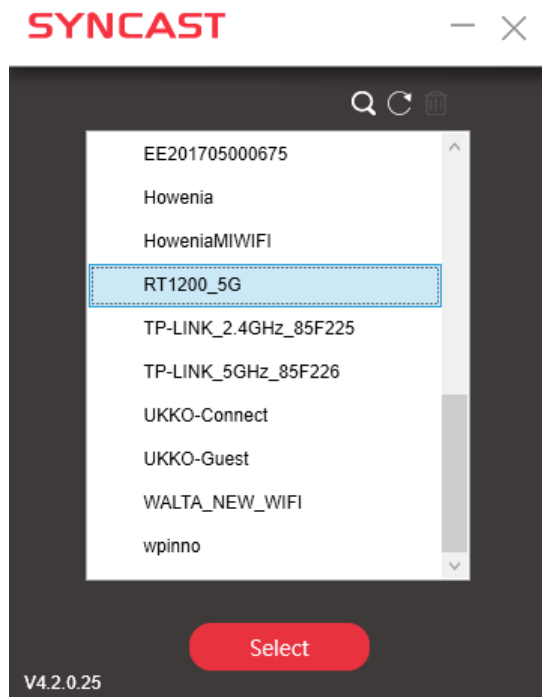 SYNCAST
EE201705000675
Howenia
HoweniaMIWIFI
RT1200_5G
TP-LINK_2.4GHz_85F225
TP-LINK_5GHz_85F226
UKKO-Connect
UKKO-Guest
WALTA_NEW_WIFI
wpinno
Select
V4.2.0.25